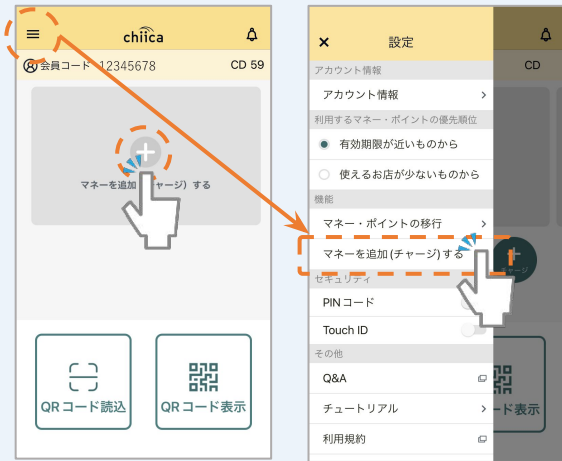 chiica
会員コード 12345678
CD 59
マネーを追加
ャージ）する
QRコード読込
QRコード表示
設定
アカウント情報
アカウント情報
利用するマネー・ポイントの優先順位
有効期限が近いものから
使えるお店が少ないものから
機能
マネー・ポイントの移行
マネーを追加(チャージ)する
セキュリティ
PINコード
Touch ID
その他
Q&A
チュートリアル
利用規約
CD
ャージ
ード表示